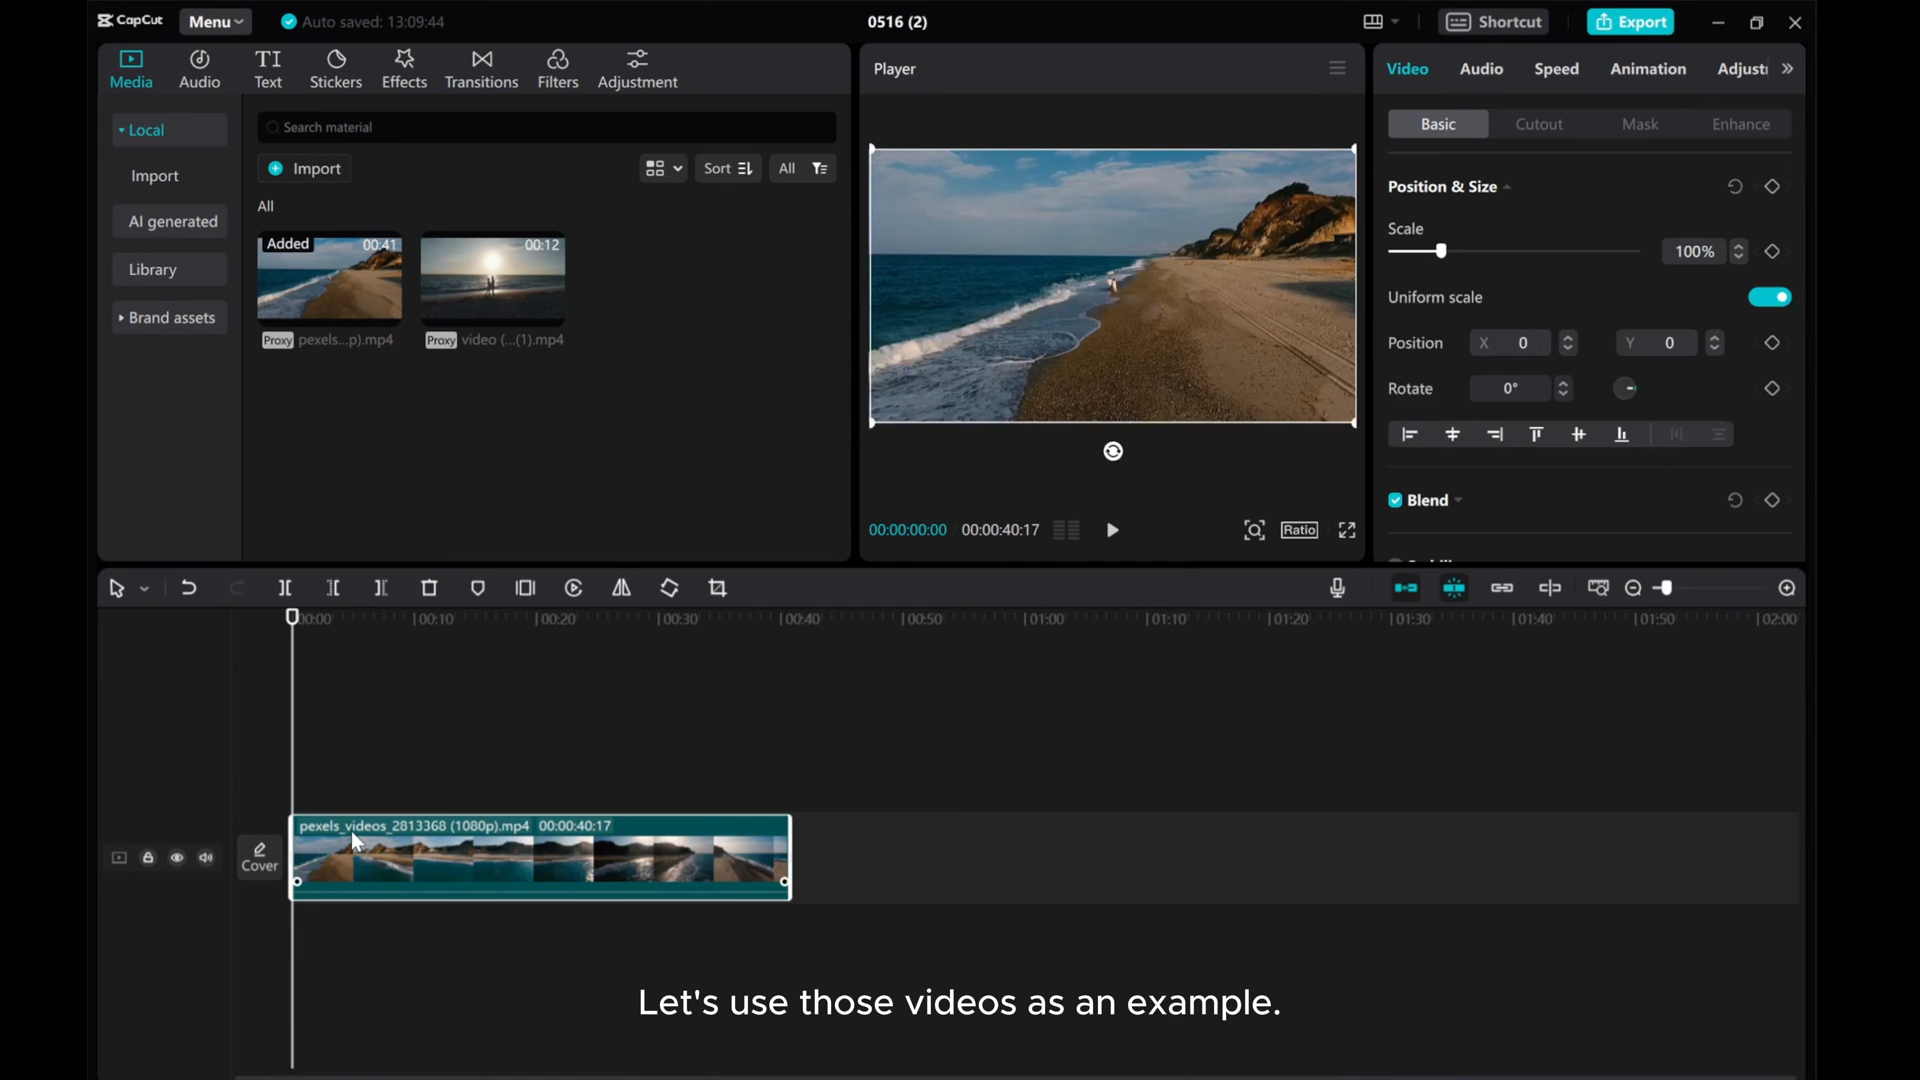 CapCut
Menu
Auto saved: 13:09:44
0516 (2)
Shortcut
Export
Media
Audio
Text
Stickers
Effects
Transitions
Filters
Adjustment
Local
Import
AI generated
Library
Brand assets
Search material
Import
Sort
All
All
Added
00:41
00:12
Proxy pexels...p).mp4
Proxy video (...(1).mp4
Player
00:00:00:00
00:00:40:17
Ratio
Video
Audio
Speed
Animation
Basic
Cutout
Mask
Enhance
Position & Size
Scale
100%
Uniform scale
Position
X 0
Y 0
Rotate
0°
Blend
00:00
00:10
00:20
00:30
00:40
00:50
01:00
01:10
01:20
01:30
01:40
01:50
02:00
pexels_videos_2813368 (1080p).mp4 00:00:40:17
Cover
Let's use those videos as an example.